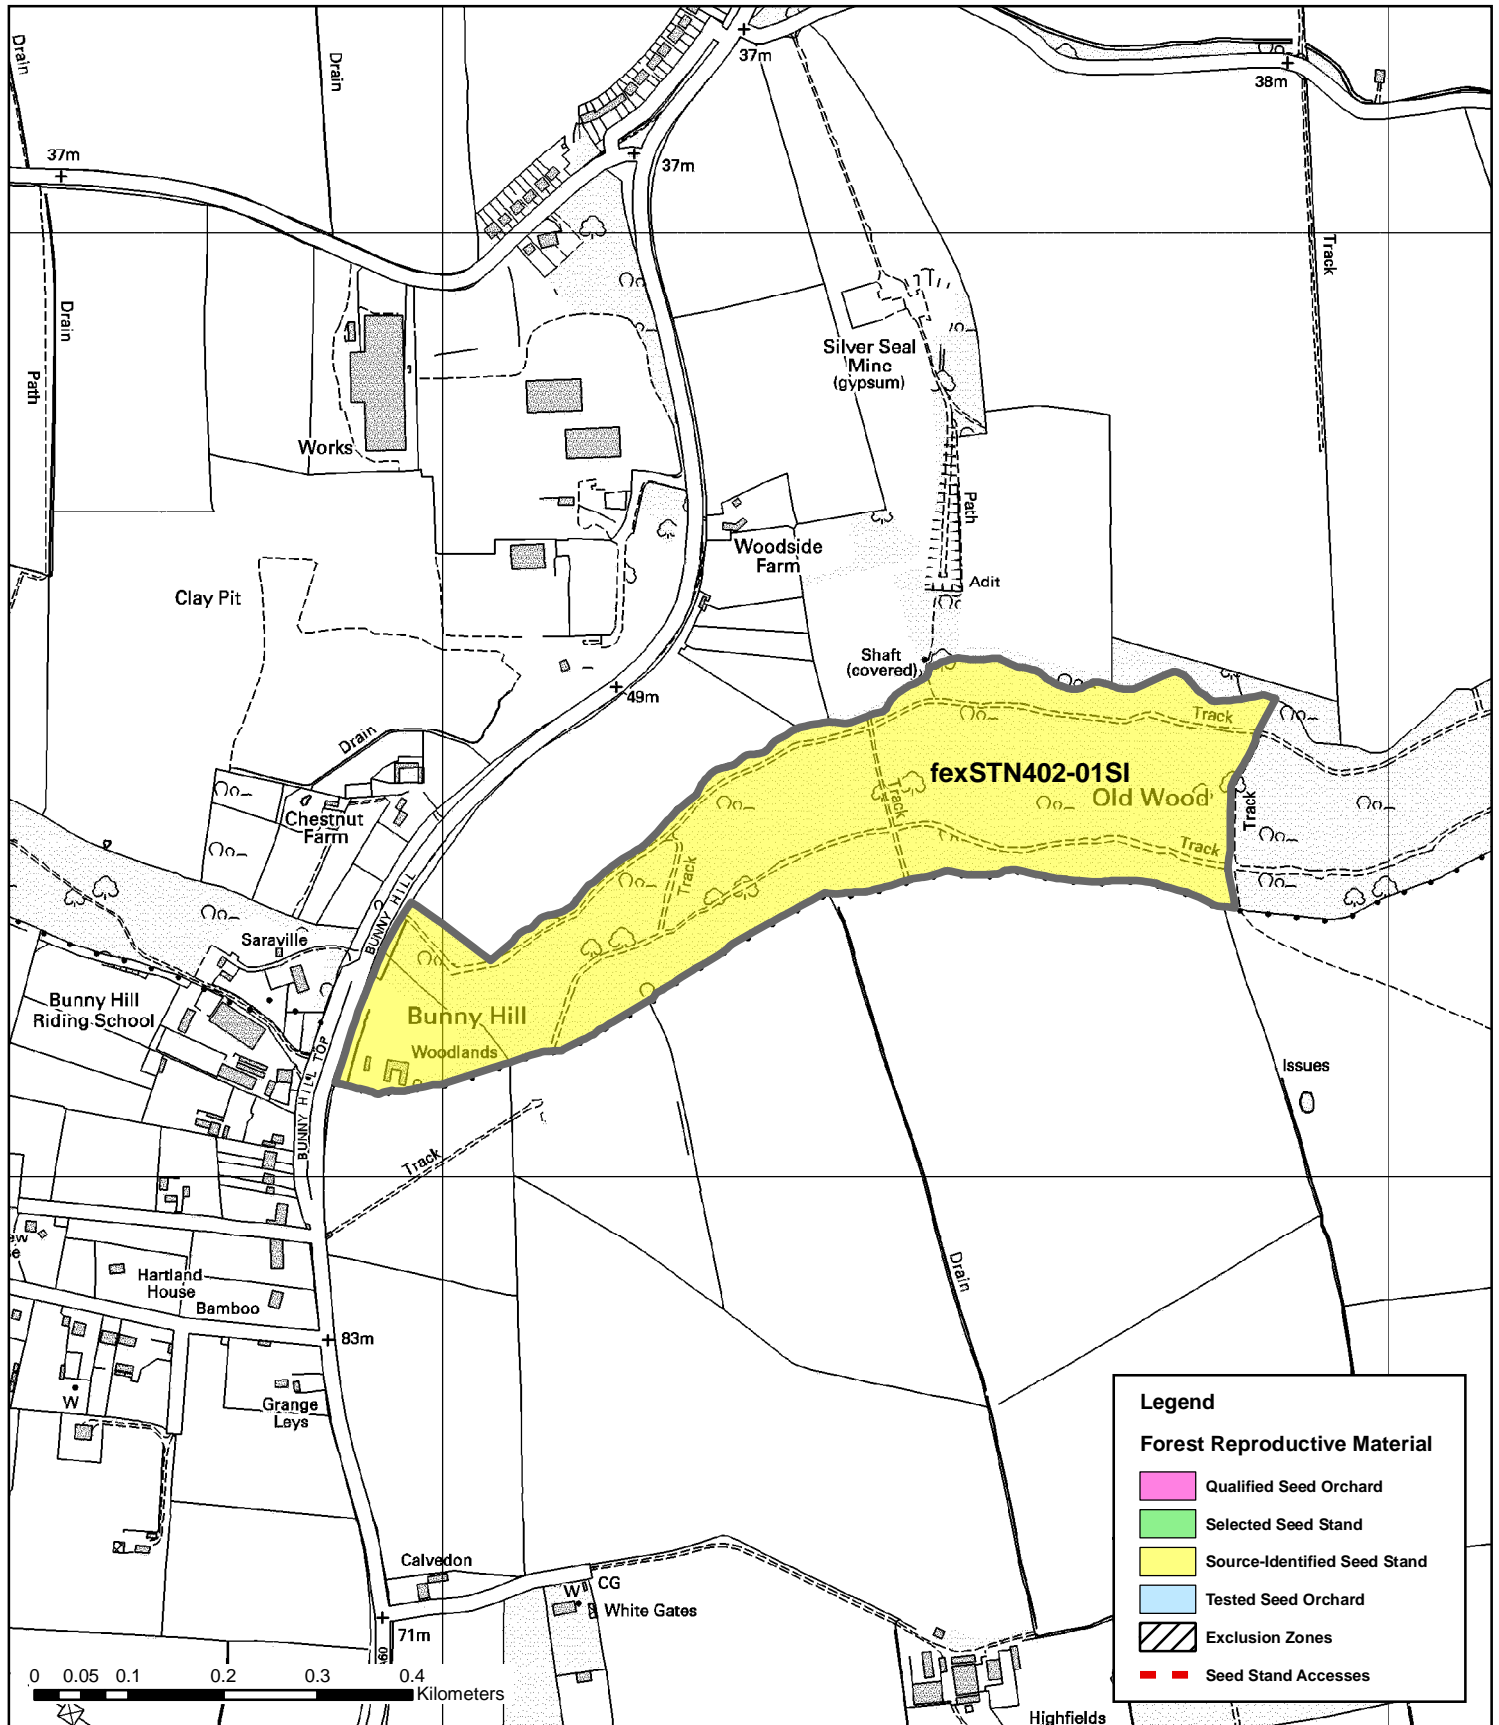 Drain
Drain
37m
38m
37m
37m
Track
Drain
Path
Silver Seal
Mine
(gypsum)
Works
Path
Woodside
Farm
Adit
Clay Pit
Shaft
(covered)
49m
Track
Drain
fexSTN402-01SI
Old Wood
Track
Track
Track
Chestnut
Farm
Track
BUNNY HILL
Saraville
Bunny Hill
Riding School
Bunny Hill
Woodlands
BUNNY HILL TOP
Issues
Track
Hartland
House
Bamboo
Drain
83m
W
Grange
Leys
Calvedon
W
CG
White Gates
71m
Highfields
Legend
Forest Reproductive Material
Qualified Seed Orchard
Selected Seed Stand
Source-Identified Seed Stand
Tested Seed Orchard
Exclusion Zones
Seed Stand Accesses
0 0.05 0.1 0.2 0.3 0.4
Kilometers